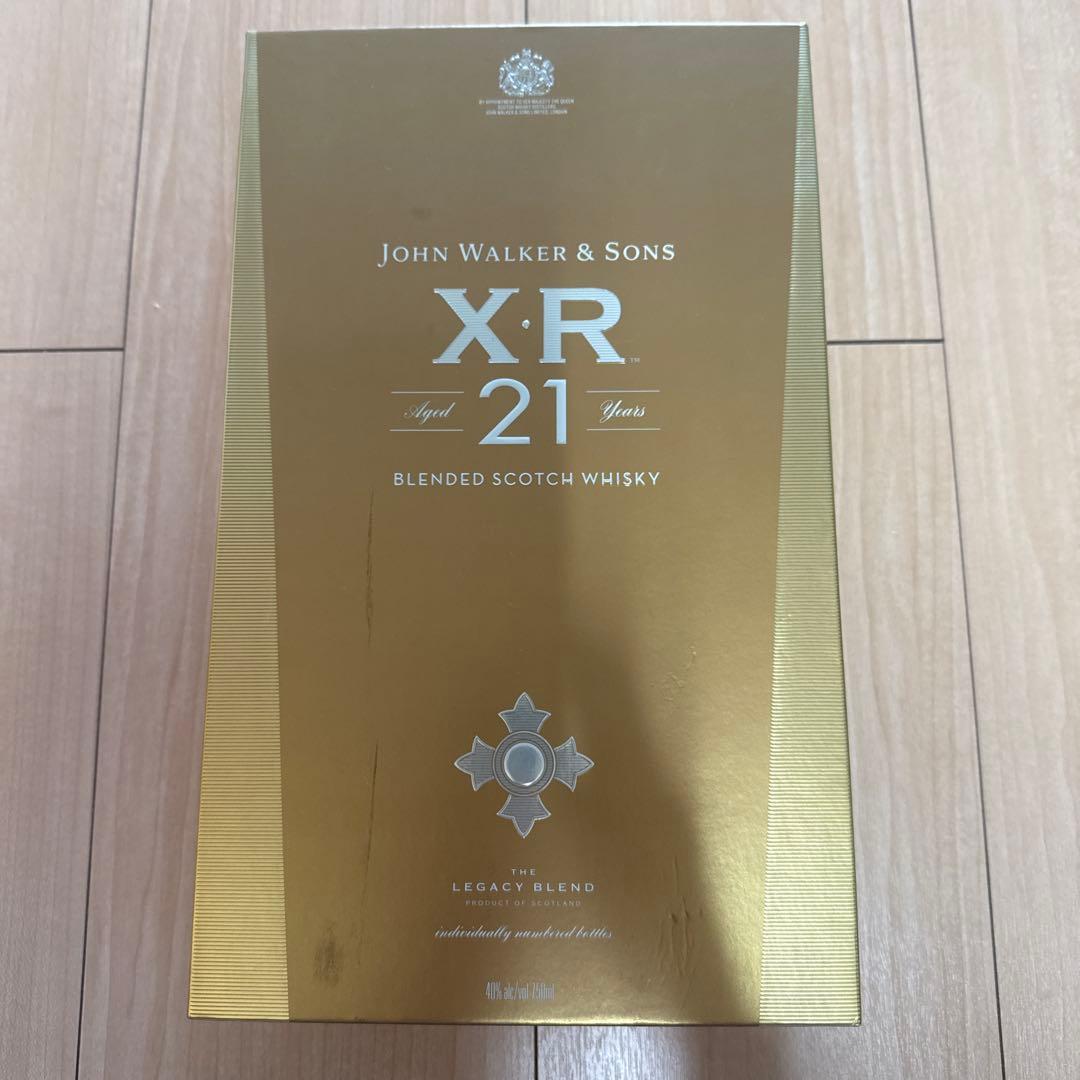 BY APPOINTMENT TO HER MAJESTY THE QUEEN
SCOTCH WHISKY DISTILLERS
JOHN WALKER & SONS LIMITED, LONDON
JOHN WALKER & SONS
X·R™
Aged 21 Years
BLENDED SCOTCH WHISKY
THE
LEGACY BLEND
PRODUCT OF SCOTLAND
individually numbered bottles
40% alc/vol 750ml